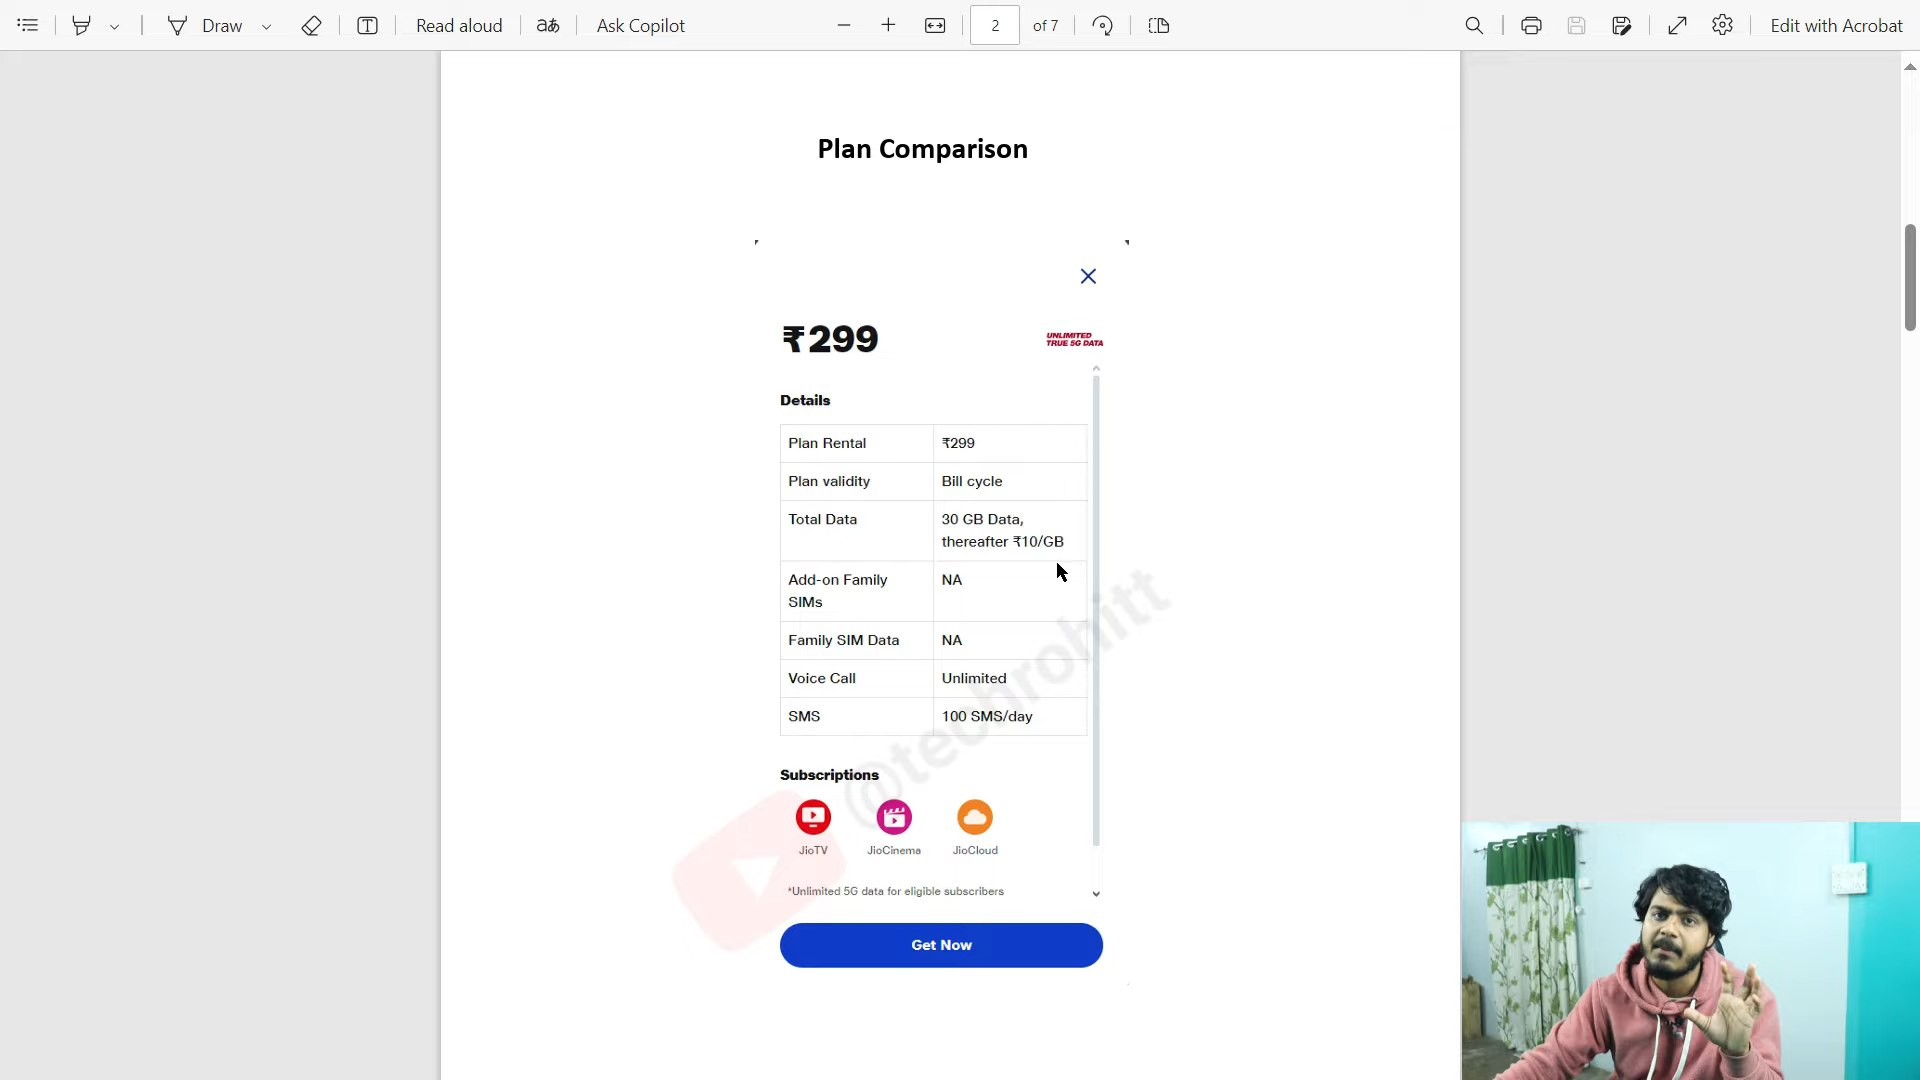 Draw
Read aloud
aあ
Ask Copilot
2
of 7
Edit with Acrobat
Plan Comparison
₹299
UNLIMITED
TRUE 5G DATA
Details
Plan Rental ₹299
Plan validity Bill cycle
Total Data 30 GB Data,
thereafter ₹10/GB
Add-on Family NA
SIMs
Family SIM Data NA
Voice Call Unlimited
SMS 100 SMS/day
@techrohitt
Subscriptions
JioTV JioCinema JioCloud
*Unlimited 5G data for eligible subscribers
Get Now